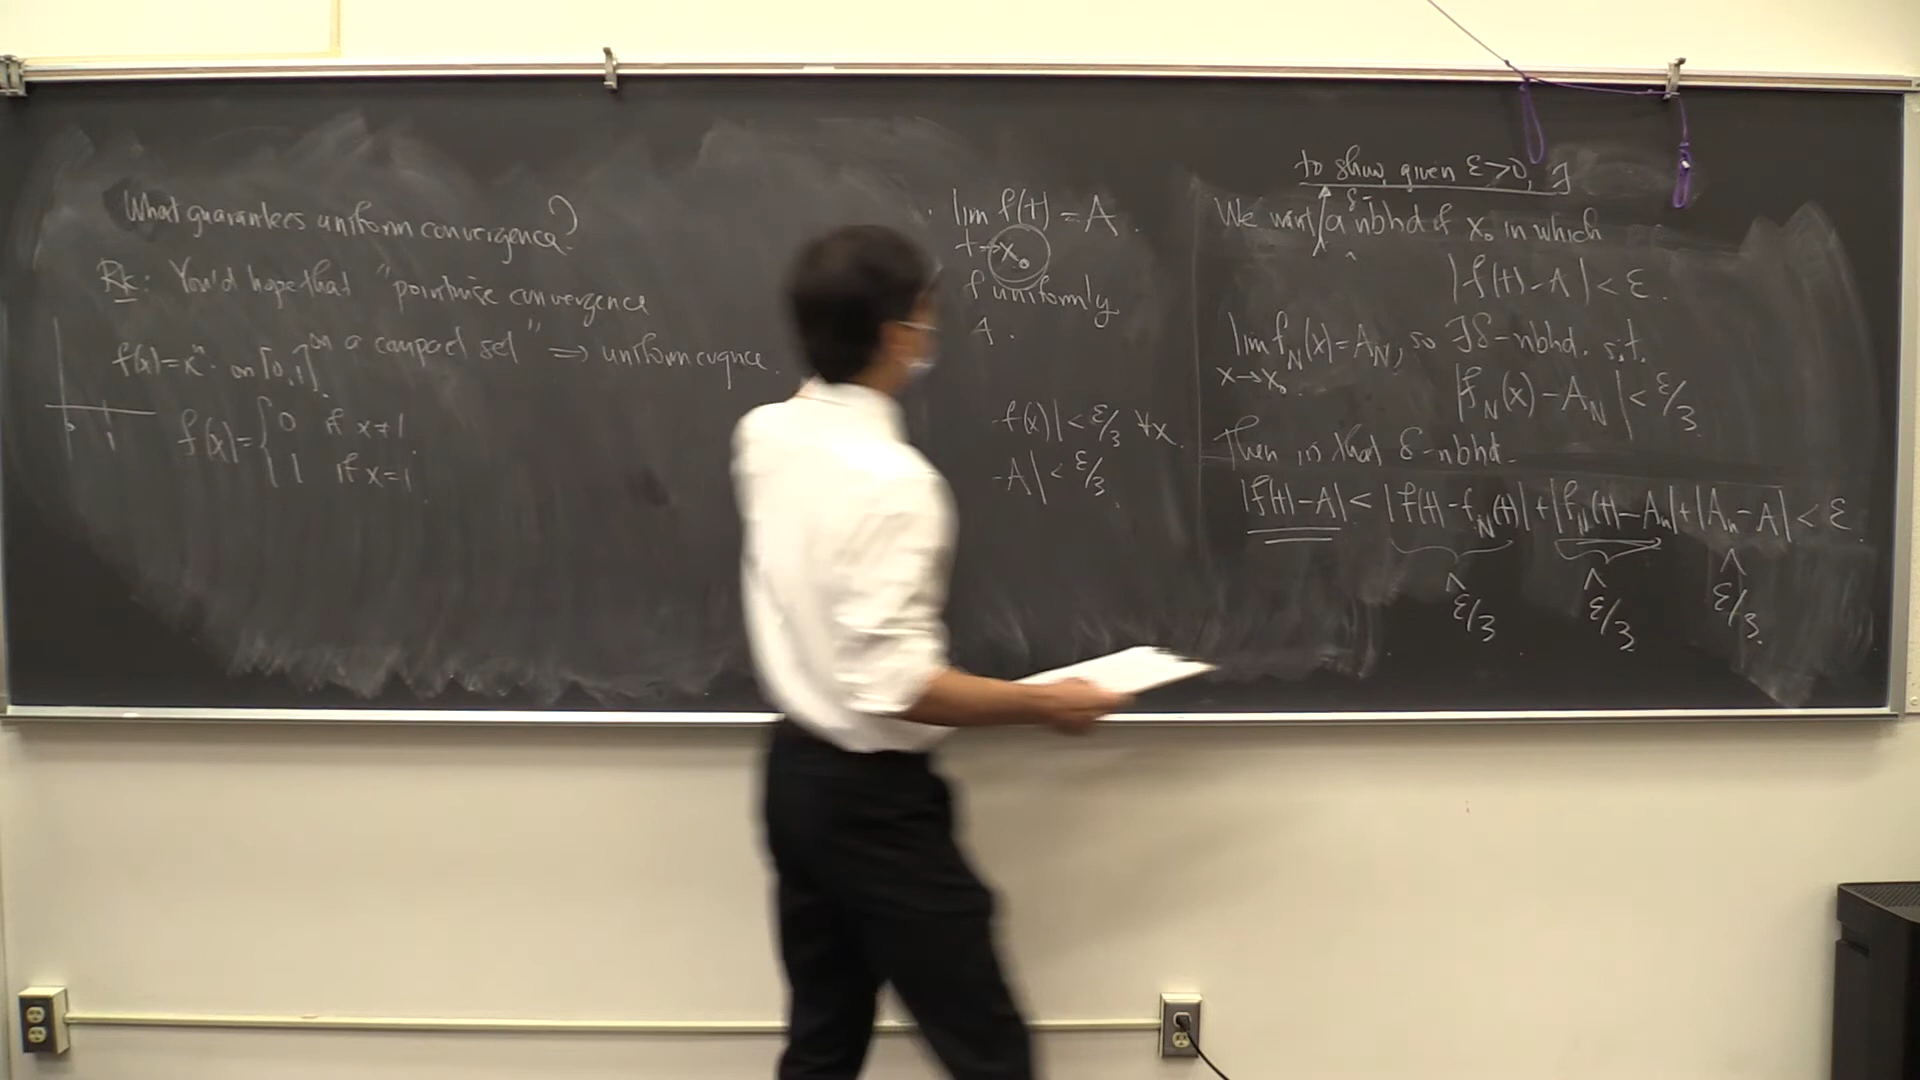 What guarantees uniform convergence?
Rk: You'd hope that "pointwise convergence
on a compact set" ⟹ uniform cvgnce.
f(x)=xⁿ on [0,1].
f(x)= { 0 if x≠1
1 if x=1.
1
lim f(t) = A.
t→x₀
f uniformly
A.
-f(x)| < ε/3 ∀x.
-A| < ε/3.
to show, given ε>0, ∃
We want a δ- nbhd of x₀ in which
|f(t)-A| < ε.
lim f_N(x) = A_N, so ∃ δ-nbhd. s.t.
x→x₀
|f_N(x) - A_N| < ε/3.
Then in that δ-nbhd.
|f(t)-A| < |f(t)-f_N(t)| + |f_N(t)-A_n| + |A_n-A| < ε.
∧ ∧ ∧
ε/3 ε/3 ε/3.